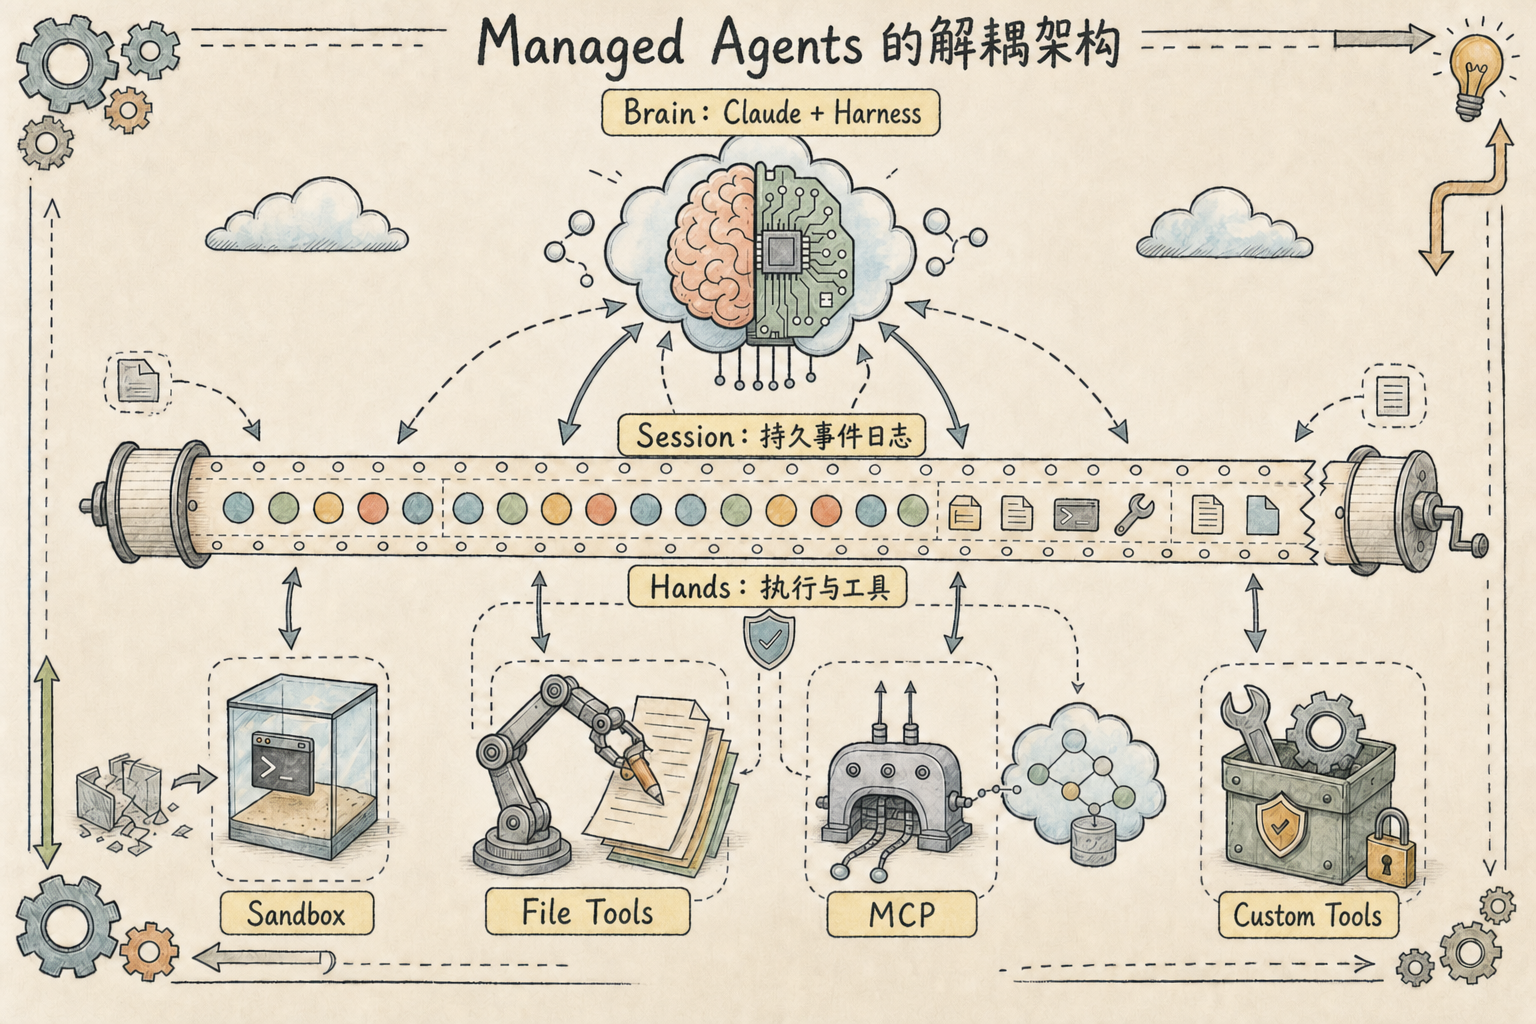 Managed Agents 的解耦架构
Brain: Claude + Harness
Session: 持久事件日志
Hands: 执行与工具
Sandbox
File Tools
MCP
Custom Tools